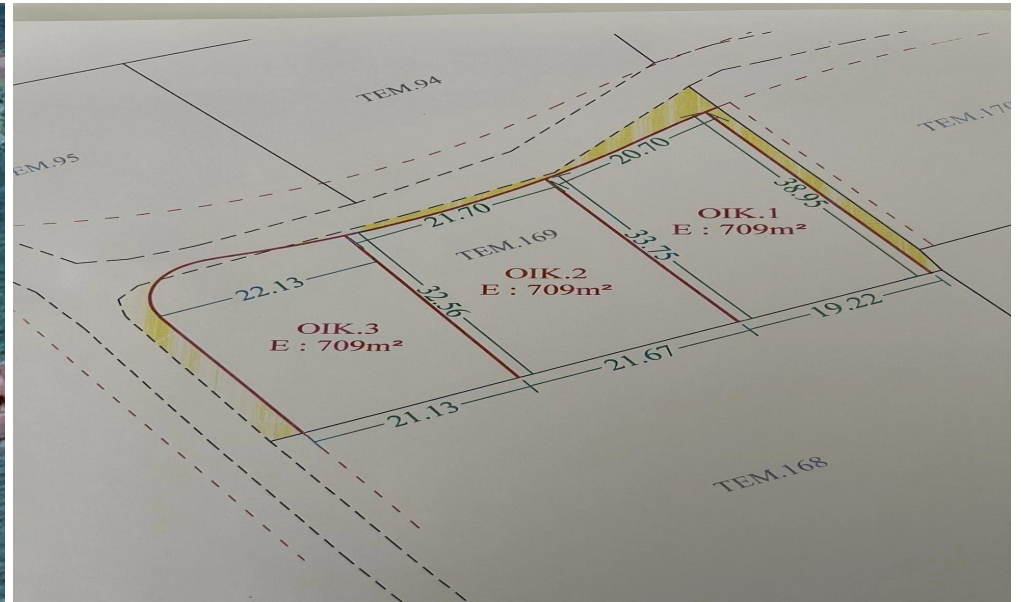 TEM.94
EM.95
TEM.170
20.70
38.95
OIK.1
E : 709m²
21.70
TEM.169
33.75
OIK.2
E : 709m²
22.13
32.56
OIK.3
E : 709m²
19.22
21.67
21.13
TEM.168